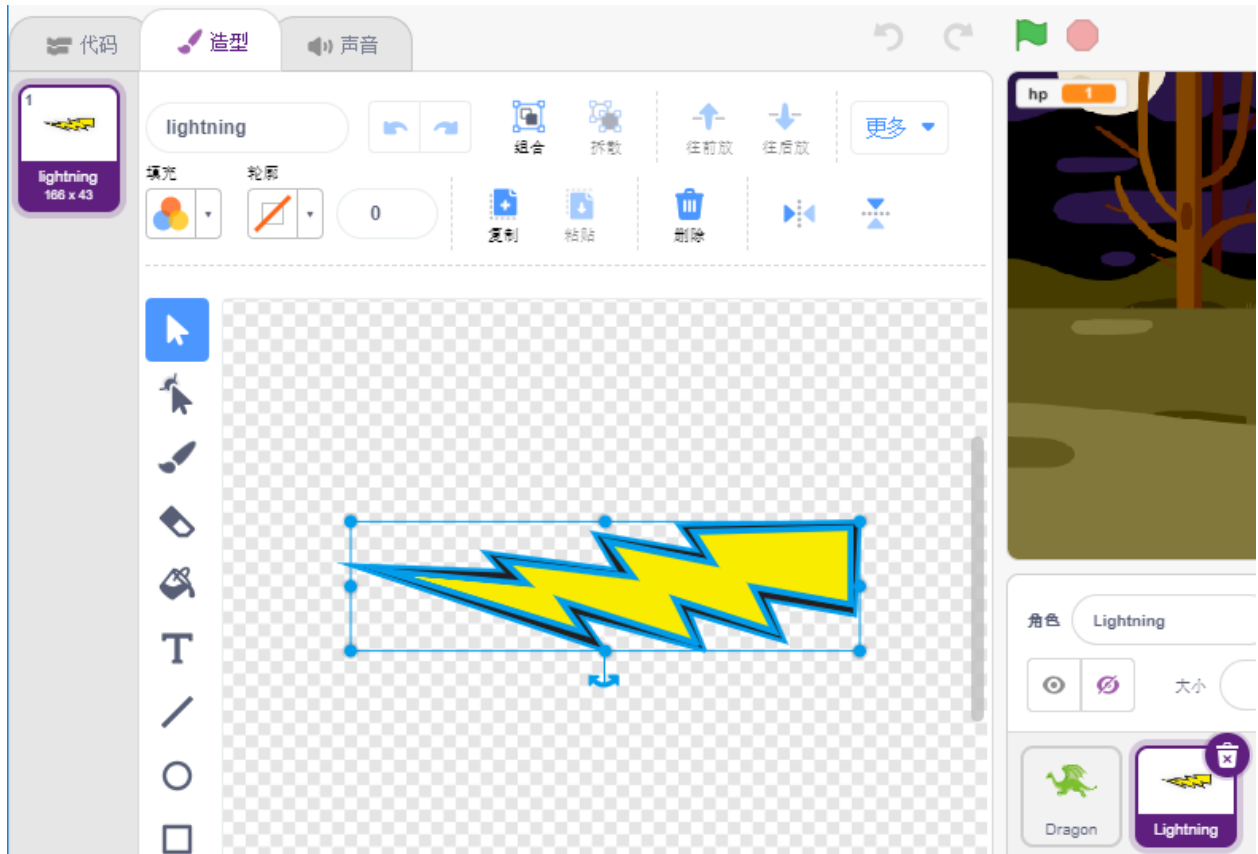 代码
造型
声音
1
lightning
166 x 43
lightning
组合
拆散
往前放
往后放
更多
填充
轮廓
0
复制
粘贴
删除
T
hp 1
角色 Lightning
大小
Dragon
Lightning